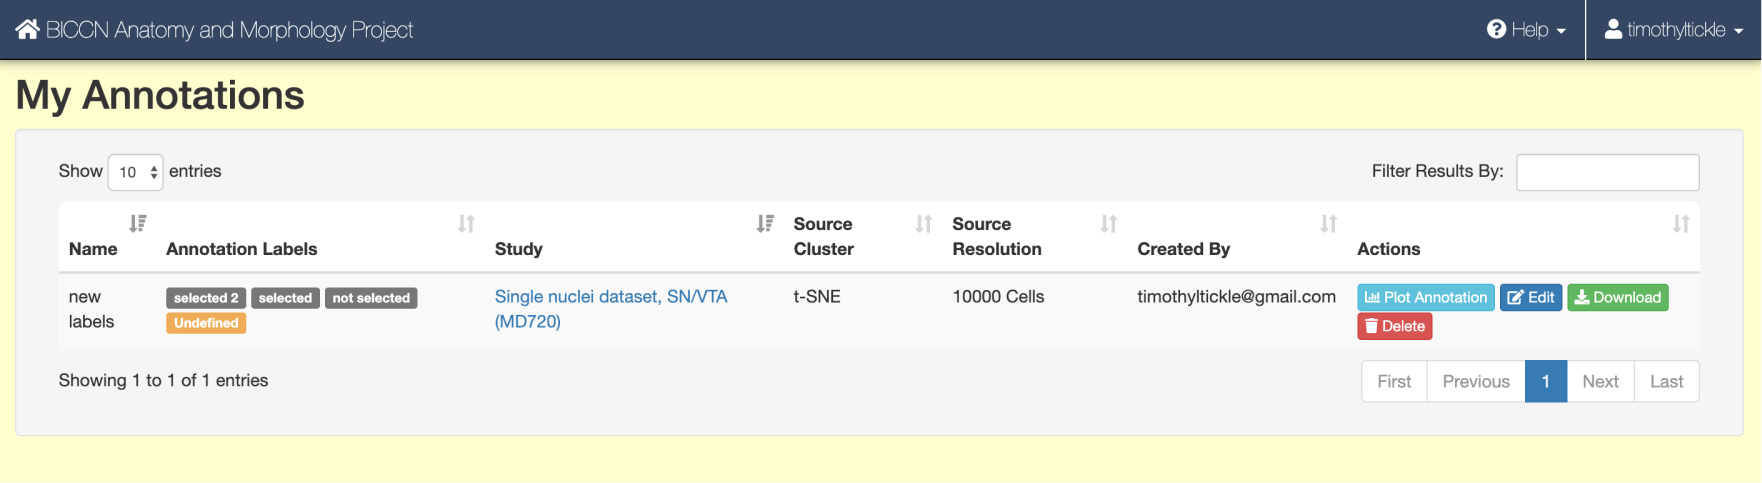 BICCN Anatomy and Morphology Project
Help
timothyltickle
My Annotations
Show 10 entries
Filter Results By:
Name
Annotation Labels
Study
Source
Cluster
Source
Resolution
Created By
Actions
new
labels
selected 2 selected not selected
Undefined
Single nuclei dataset, SN/VTA
(MD720)
t-SNE
10000 Cells
timothyltickle@gmail.com
Plot Annotation Edit Download
Delete
Showing 1 to 1 of 1 entries
First Previous 1 Next Last